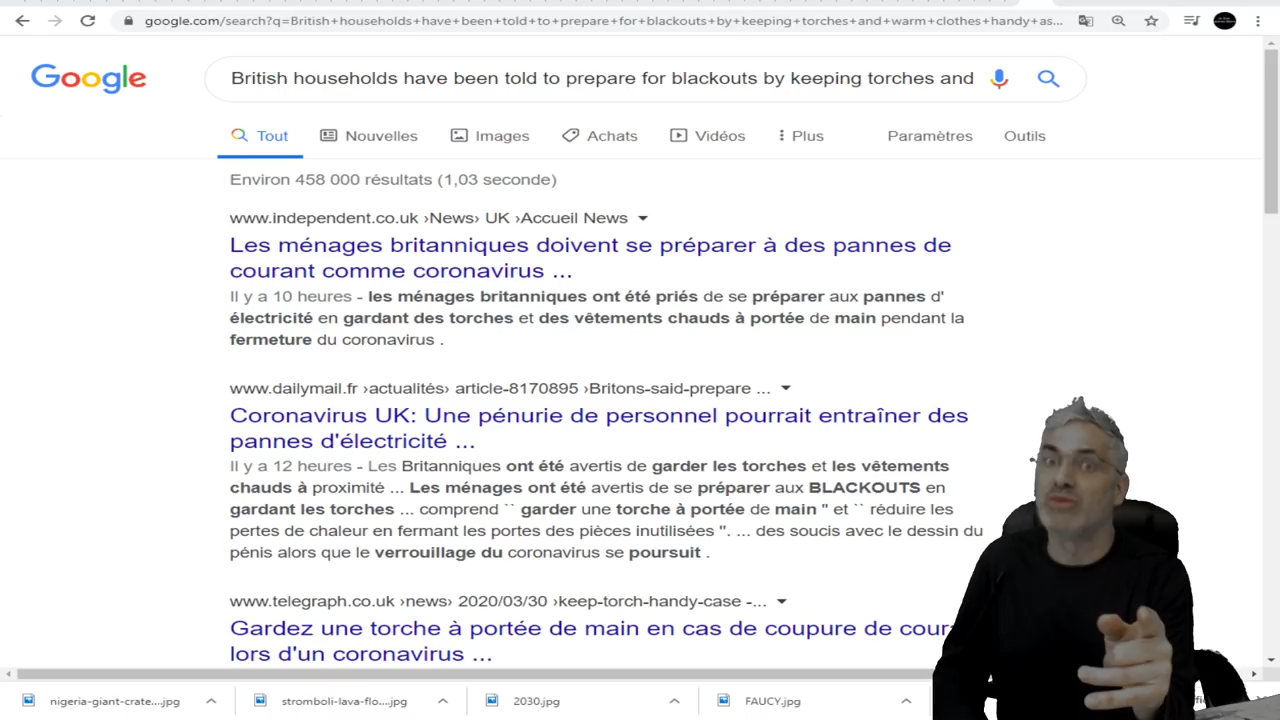 google.com/search?q=British+households+have+been+told+to+prepare+for+blackouts+by+keeping+torches+and+warm+clothes+handy+as...
Google
British households have been told to prepare for blackouts by keeping torches and
Tout Nouvelles Images Achats Vidéos Plus Paramètres Outils
Environ 458 000 résultats (1,03 seconde)
www.independent.co.uk ›News› UK ›Accueil News
Les ménages britanniques doivent se préparer à des pannes de
courant comme coronavirus ...
Il y a 10 heures - les ménages britanniques ont été priés de se préparer aux pannes d'
électricité en gardant des torches et des vêtements chauds à portée de main pendant la
fermeture du coronavirus .
www.dailymail.fr ›actualités› article-8170895 ›Britons-said-prepare ...
Coronavirus UK: Une pénurie de personnel pourrait entraîner des
pannes d'électricité ...
Il y a 12 heures - Les Britanniques ont été avertis de garder les torches et les vêtements
chauds à proximité ... Les ménages ont été avertis de se préparer aux BLACKOUTS en
gardant les torches ... comprend `` garder une torche à portée de main '' et `` réduire les
pertes de chaleur en fermant les portes des pièces inutilisées ''. ... des soucis avec le dessin du
pénis alors que le verrouillage du coronavirus se poursuit .
www.telegraph.co.uk ›news› 2020/03/30 ›keep-torch-handy-case -...
Gardez une torche à portée de main en cas de coupure de
lors d'un coronavirus ...
nigeria-giant-crate....jpg stromboli-lava-flo....jpg 2030.jpg FAUCY.jpg